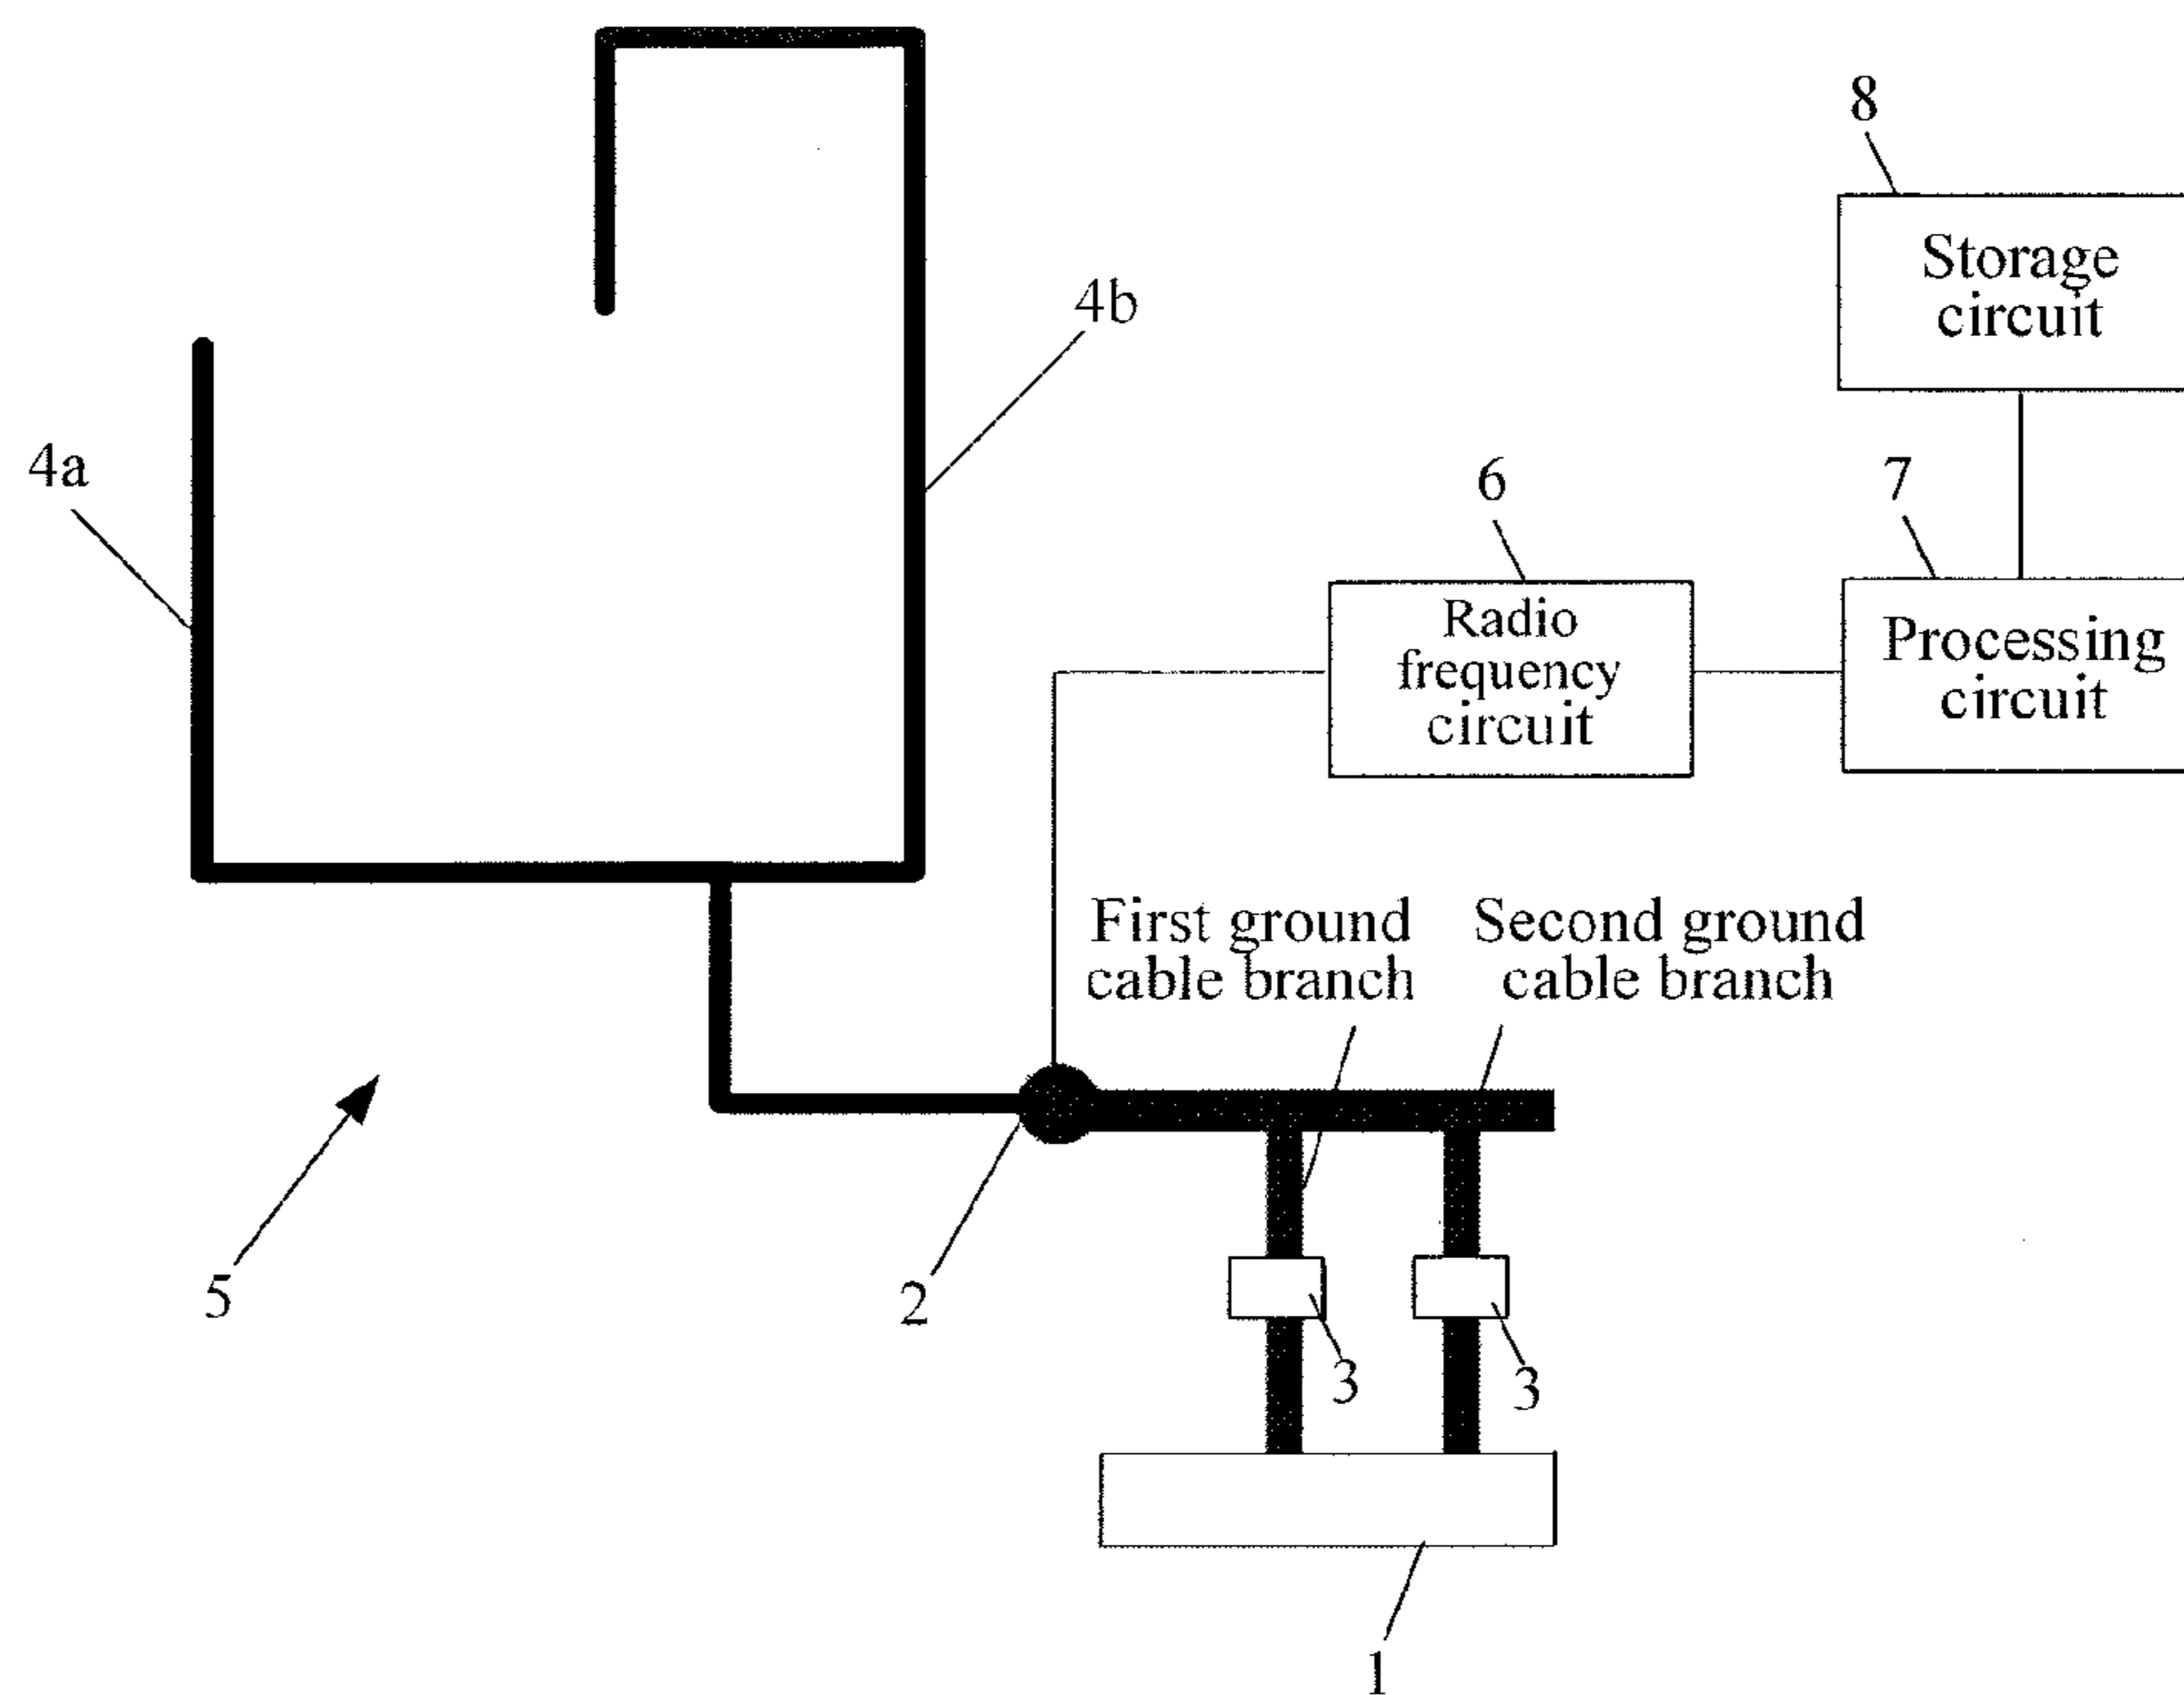 8
Storage
circuit
4b
4a
6
7
Radio
frequency
circuit
Processing
circuit
First ground
cable branch
Second ground
cable branch
5
2
3
3
1